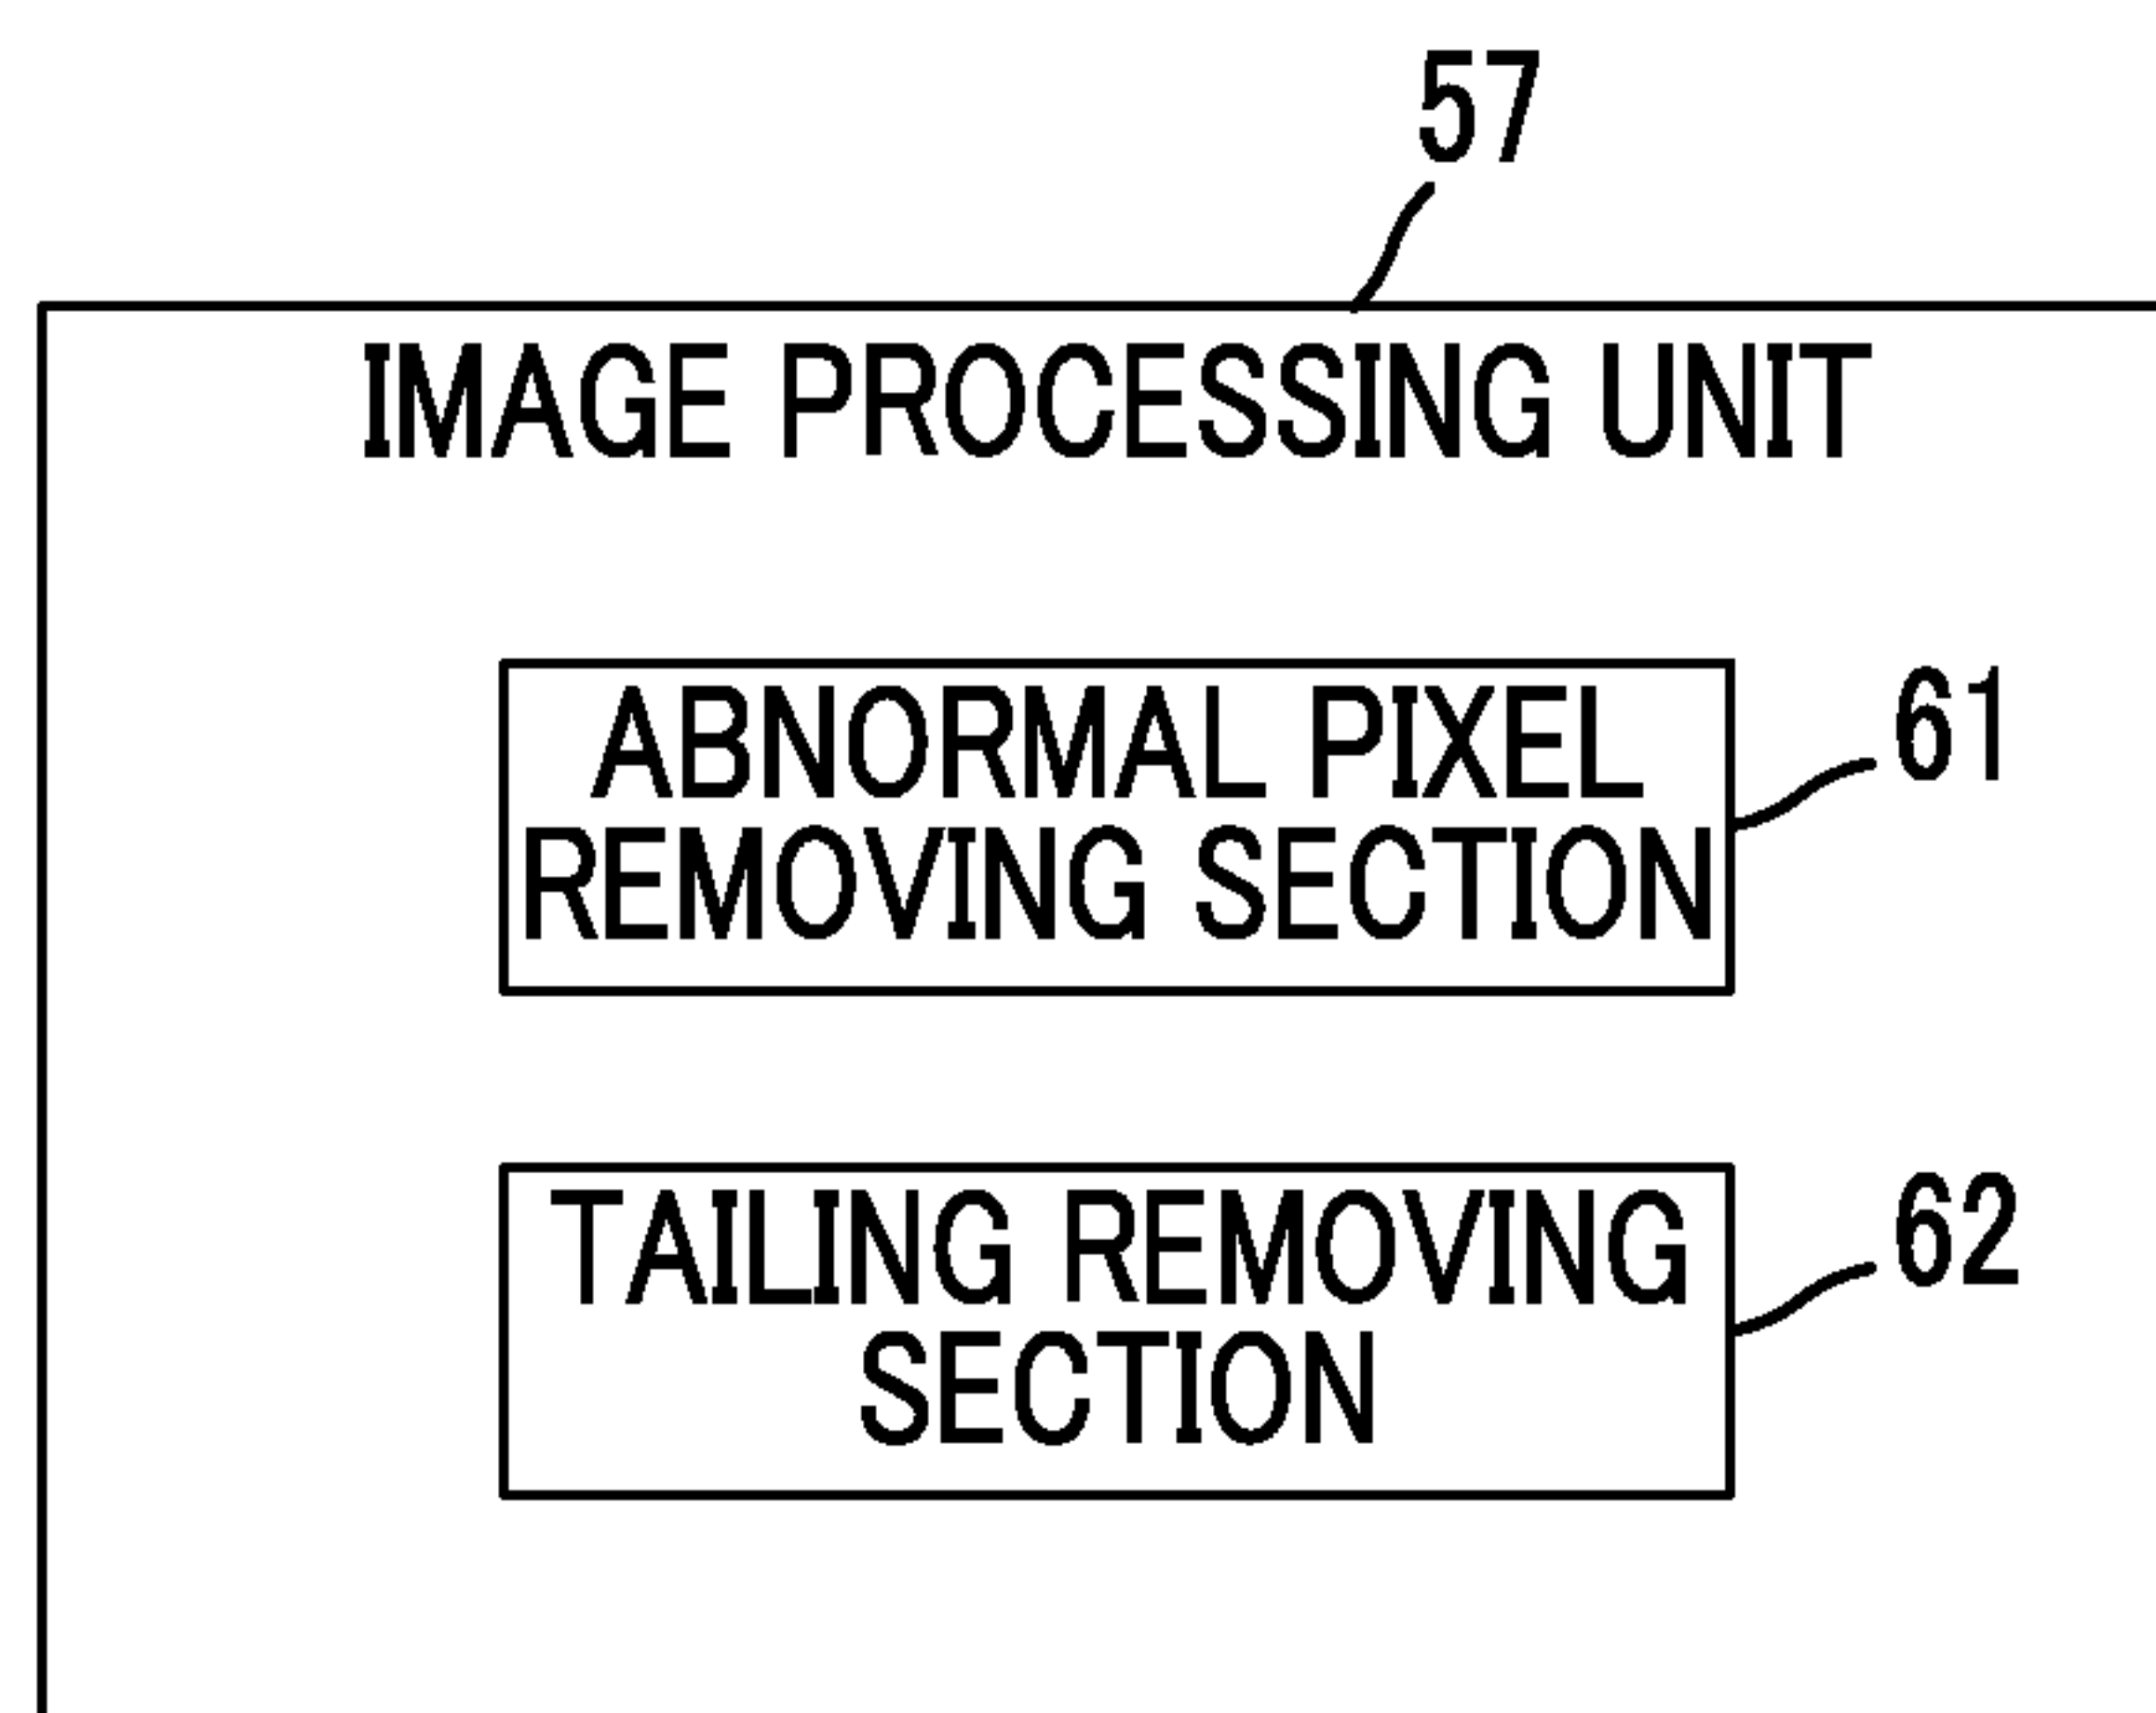 57
IMAGE PROCESSING UNIT
ABNORMAL PIXEL
REMOVING SECTION
61
TAILING REMOVING
SECTION
62